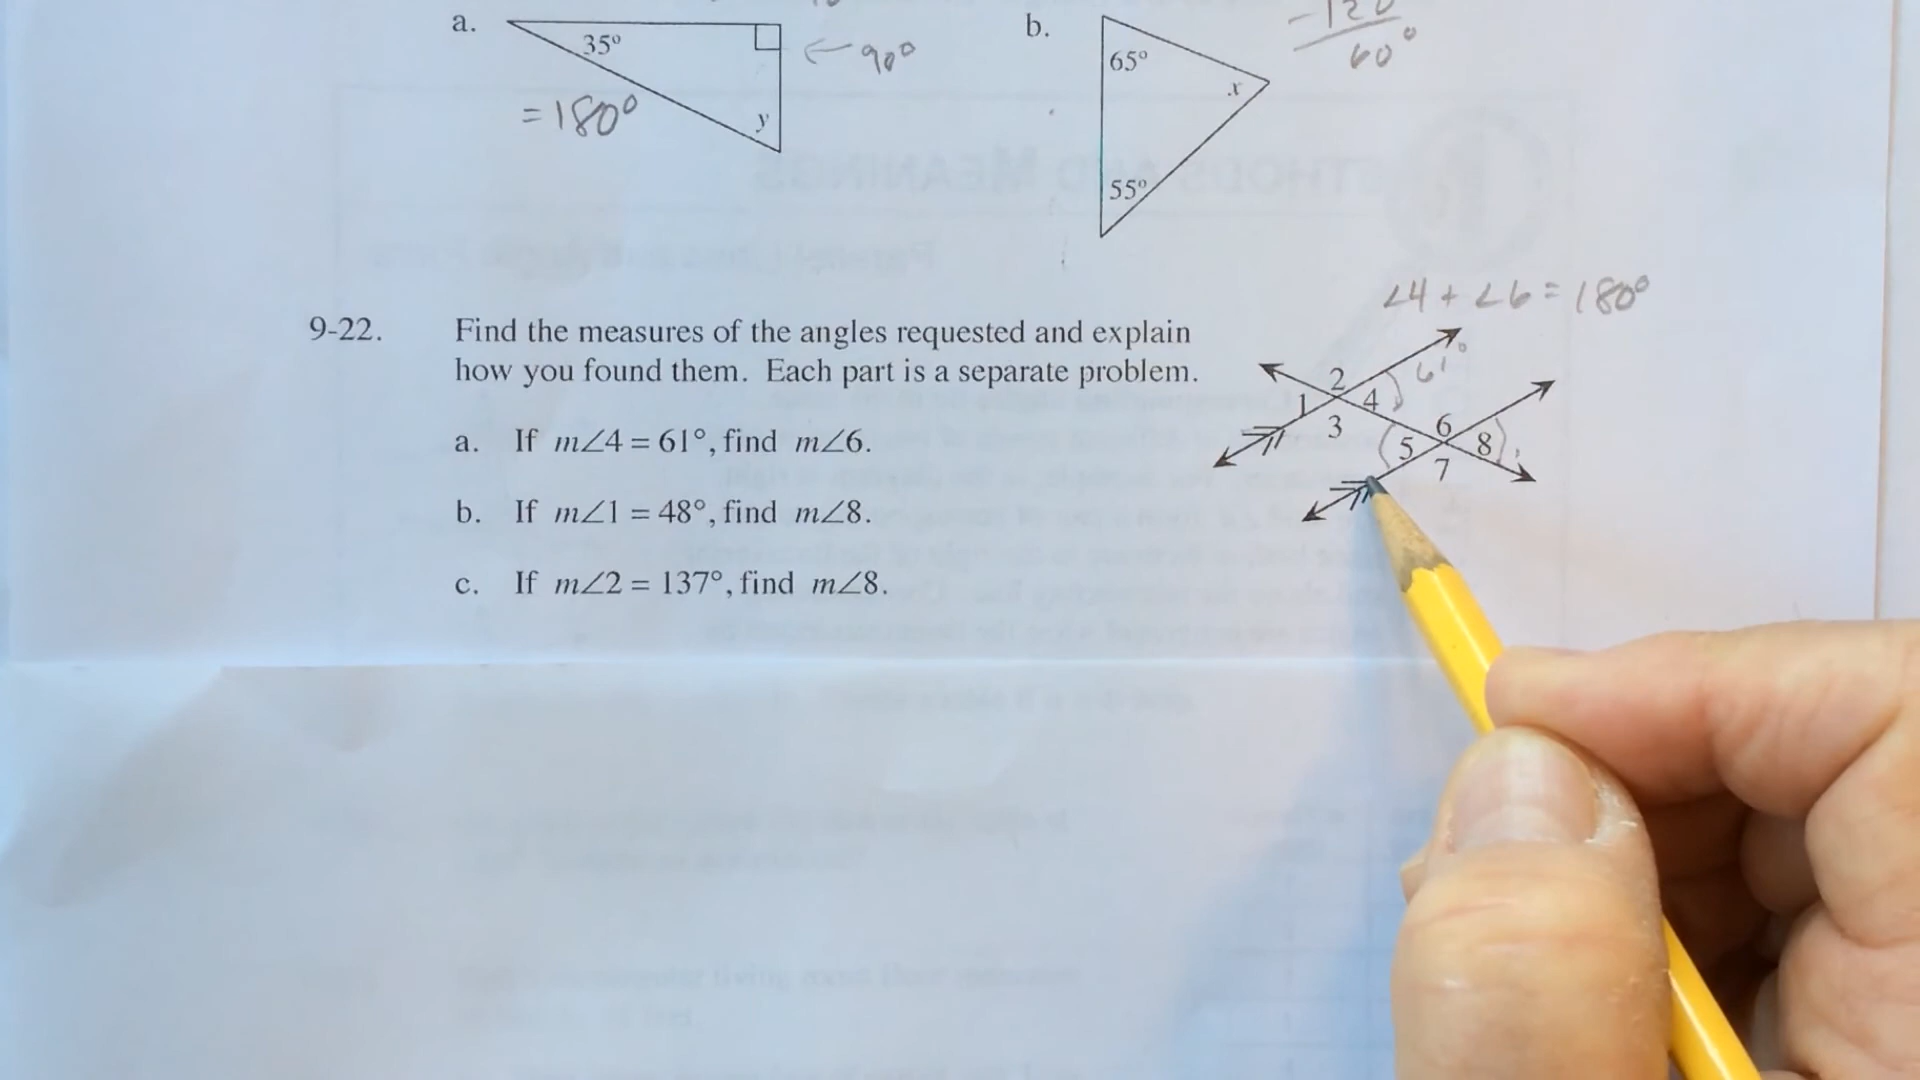 a.
35°
90°
= 180°
y
b.
65°
x
55°
-120
60°
∠4 + ∠6 = 180°
9-22.
Find the measures of the angles requested and explain
how you found them. Each part is a separate problem.
a. If m∠4 = 61°, find m∠6.
b. If m∠1 = 48°, find m∠8.
c. If m∠2 = 137°, find m∠8.
61°
2
1
4
3
6
5
8
7